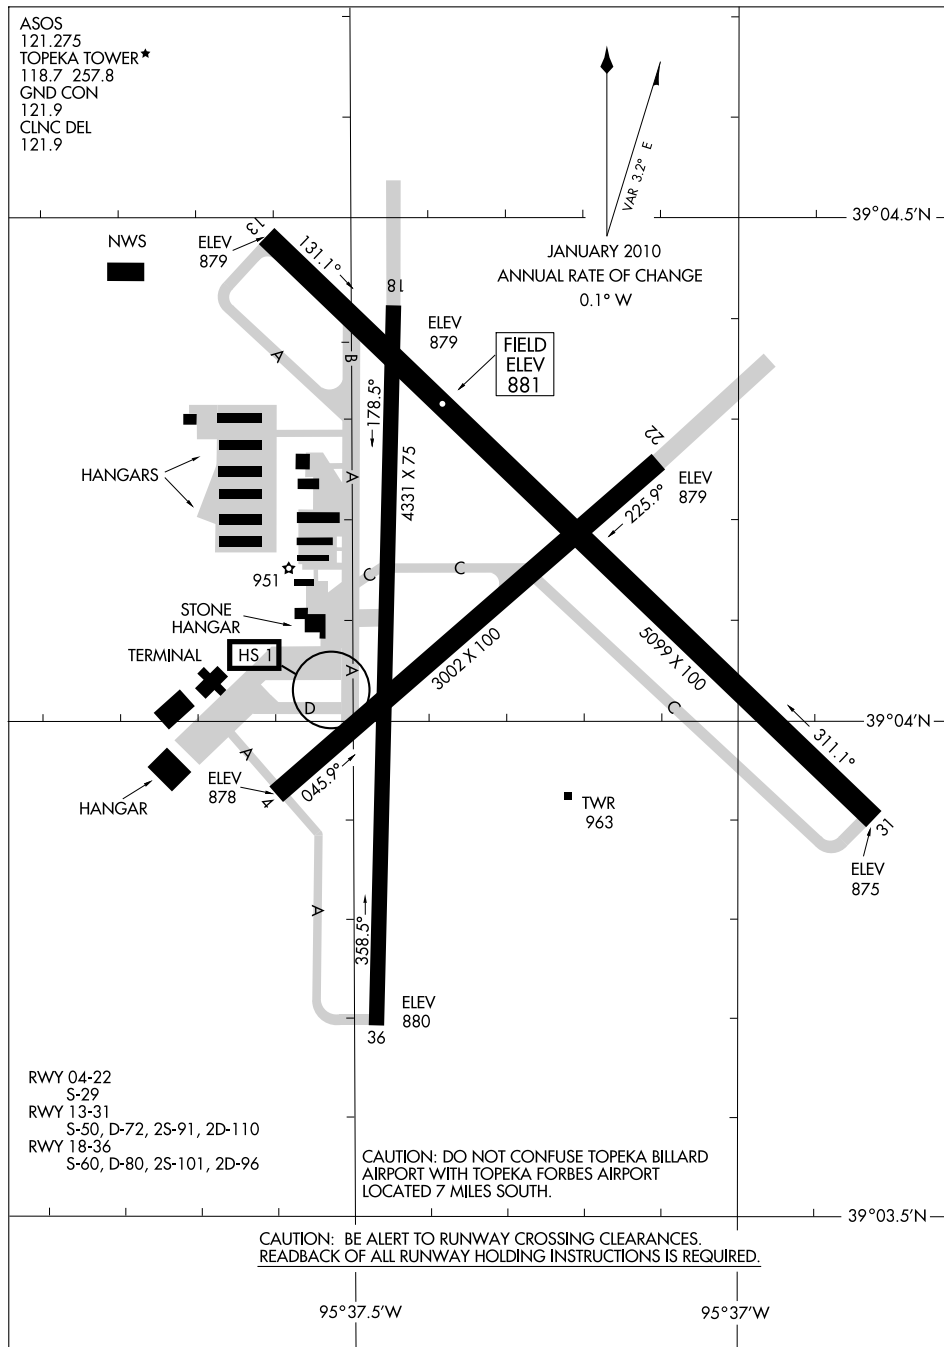 ASOS
121.275
TOPEKA TOWER★
118.7 257.8
GND CON
121.9
CLNC DEL
121.9
VAR 3.2° E
39°04.5'N
JANUARY 2010
ANNUAL RATE OF CHANGE
0.1° W
NWS
ELEV
879
13
131.1°
18
ELEV
879
FIELD
ELEV
881
A
B
178.5°
4331 X 75
22
ELEV
879
225.9°
HANGARS
A
951
C
C
STONE
HANGAR
TERMINAL
HS 1
A
D
3002 X 100
5099 X 100
C
39°04'N
311.1°
A
ELEV
878
045.9°
4
HANGAR
TWR
963
31
ELEV
875
A
358.5°
ELEV
880
36
RWY 04-22
S-29
RWY 13-31
S-50, D-72, 2S-91, 2D-110
RWY 18-36
S-60, D-80, 2S-101, 2D-96
CAUTION: DO NOT CONFUSE TOPEKA BILLARD
AIRPORT WITH TOPEKA FORBES AIRPORT
LOCATED 7 MILES SOUTH.
39°03.5'N
CAUTION: BE ALERT TO RUNWAY CROSSING CLEARANCES.
READBACK OF ALL RUNWAY HOLDING INSTRUCTIONS IS REQUIRED.
95°37.5'W
95°37'W